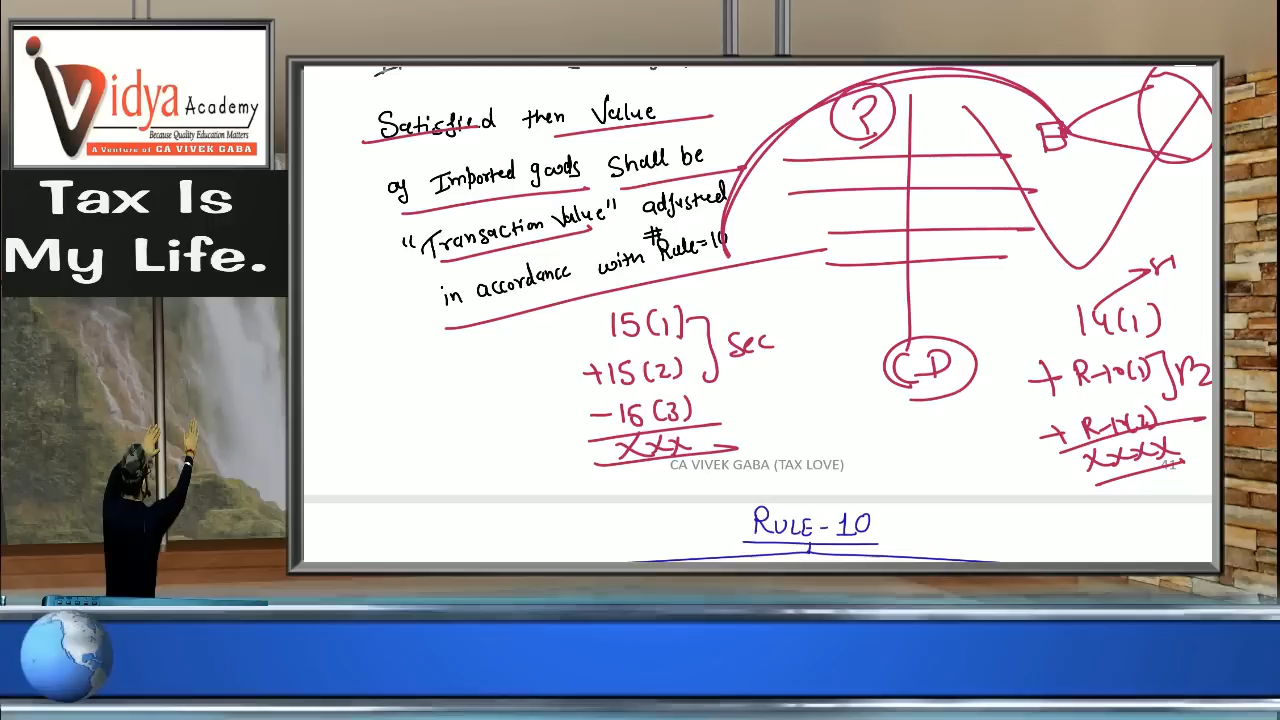 Vidya
Academy
Because Quality Education Matters
A Venture of CA VIVEK GABA
Tax Is
My Life.
Satisfied then Value
of Imported goods Shall be
"Transaction Value" adjusted
#
in accordance with Rule=10
15(1)
+15(2)
-15(3)
Sec
xxx
?
CD
B
14(1)
+ R-10(1)
+ R-10(2)
xxxx
CA VIVEK GABA (TAX LOVE)
41
RULE-10